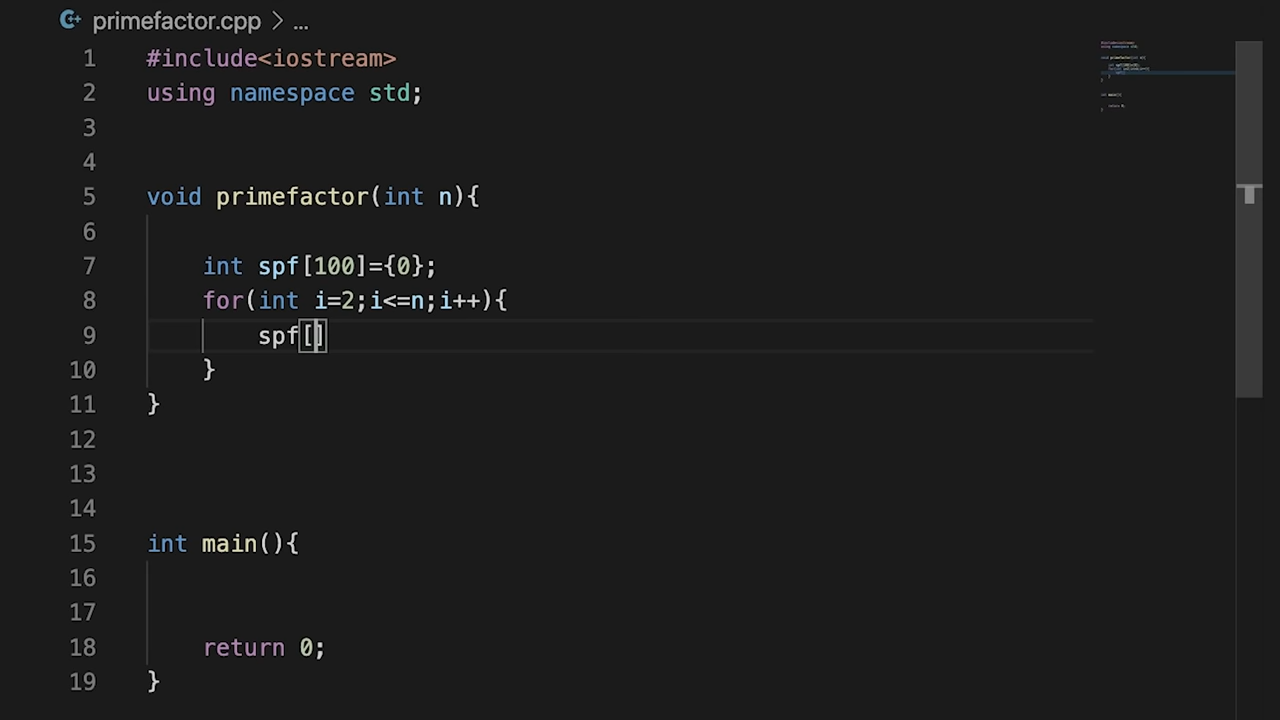 primefactor.cpp > ...
1 #include<iostream>
2 using namespace std;
3
4
5 void primefactor(int n){
6
7 int spf[100]={0};
8 for(int i=2;i<=n;i++){
9 spf[]
10 }
11 }
12
13
14
15 int main(){
16
17
18 return 0;
19 }